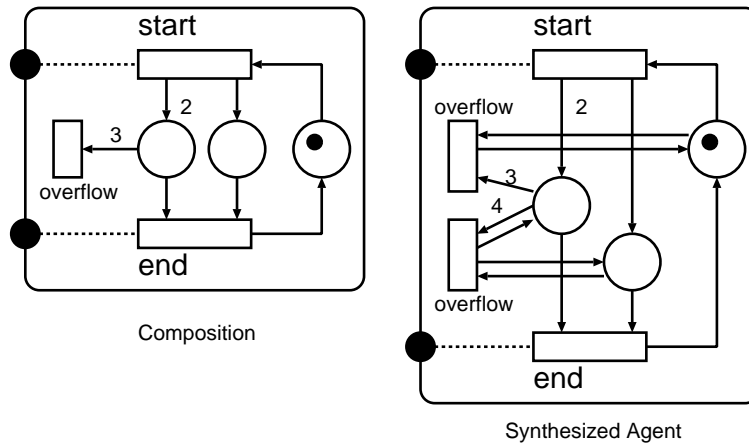 start
2
3
overflow
end
Composition
start
2
overflow
3
4
overflow
end
Synthesized Agent